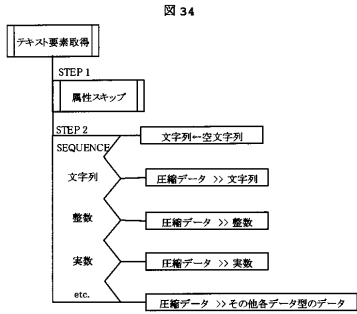 図 34
テキスト要素取得
STEP 1
属性スキップ
STEP 2
SEQUENCE
文字列←空文字列
文字列
圧縮データ >> 文字列
整数
圧縮データ >> 整数
実数
圧縮データ >> 実数
etc.
圧縮データ >> その他各データ型のデータ